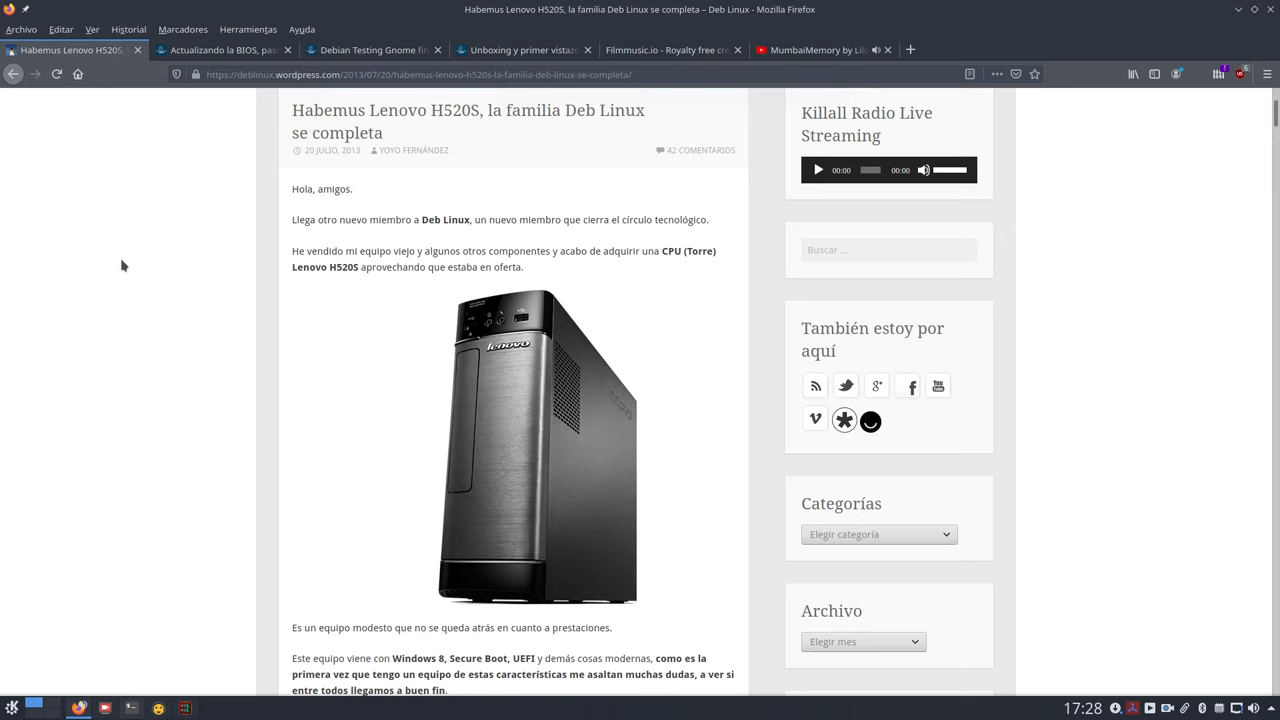 Habemus Lenovo H520S, la familia Deb Linux se completa – Deb Linux - Mozilla Firefox
Archivo Editar Ver Historial Marcadores Herramientas Ayuda
Habemus Lenovo H520S, Actualizando la BIOS, pas Debian Testing Gnome fin Unboxing y primer vistaz Filmmusic.io - Royalty free cre MumbaiMemory by Lil
https://deblinux.wordpress.com/2013/07/20/habemus-lenovo-h520s-la-familia-deb-linux-se-completa/
Habemus Lenovo H520S, la familia Deb Linux
se completa
20 JULIO, 2013 YOYO FERNÁNDEZ 42 COMENTARIOS
Hola, amigos.
Llega otro nuevo miembro a Deb Linux, un nuevo miembro que cierra el círculo tecnológico.
He vendido mi equipo viejo y algunos otros componentes y acabo de adquirir una CPU (Torre)
Lenovo H520S aprovechando que estaba en oferta.
lenovo
Es un equipo modesto que no se queda atrás en cuanto a prestaciones.
Este equipo viene con Windows 8, Secure Boot, UEFI y demás cosas modernas, como es la
primera vez que tengo un equipo de estas características me asaltan muchas dudas, a ver si
entre todos llegamos a buen fin.
Killall Radio Live
Streaming
00:00 00:00
Buscar ...
También estoy por
aquí
Categorías
Elegir categoría
Archivo
Elegir mes
17:28